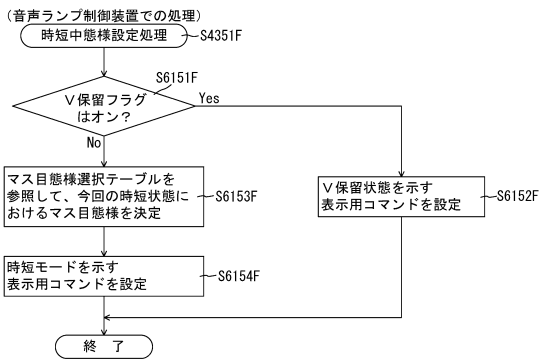 （音声ランプ制御装置での処理）
時短中態様設定処理
S4351F
S6151F
Ｖ保留フラグ
はオン？
Yes
No
マス目態様選択テーブルを
参照して、今回の時短状態に
おけるマス目態様を決定
S6153F
Ｖ保留状態を示す
表示用コマンドを設定
S6152F
時短モードを示す
表示用コマンドを設定
S6154F
終 了